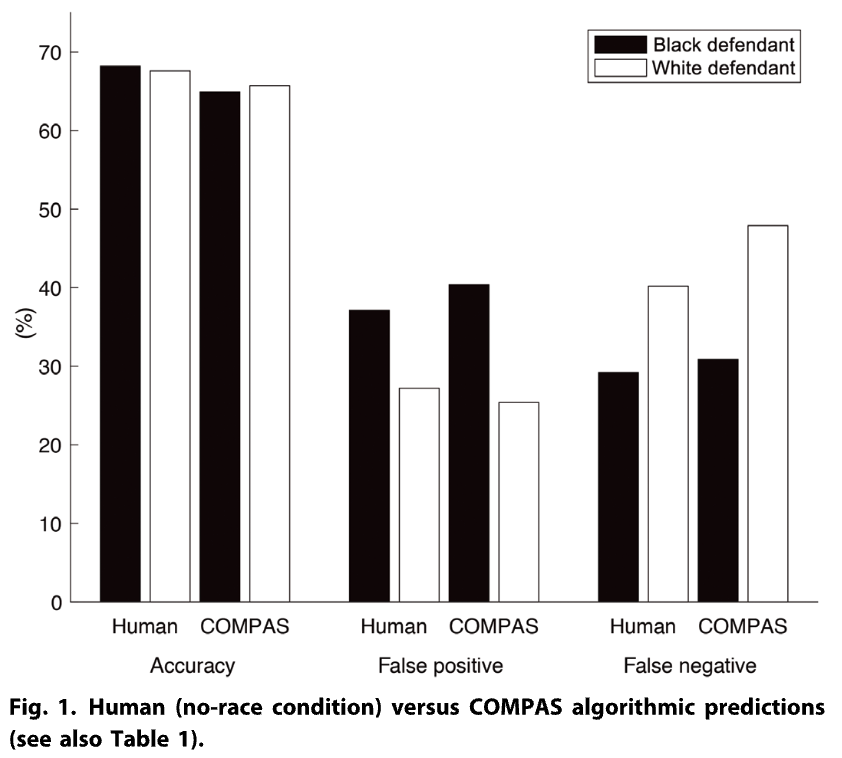 70
60
50
40
30
20
10
0
(%)
Black defendant
White defendant
Human COMPAS Human COMPAS Human COMPAS
Accuracy False positive False negative
Fig. 1. Human (no-race condition) versus COMPAS algorithmic predictions
(see also Table 1).